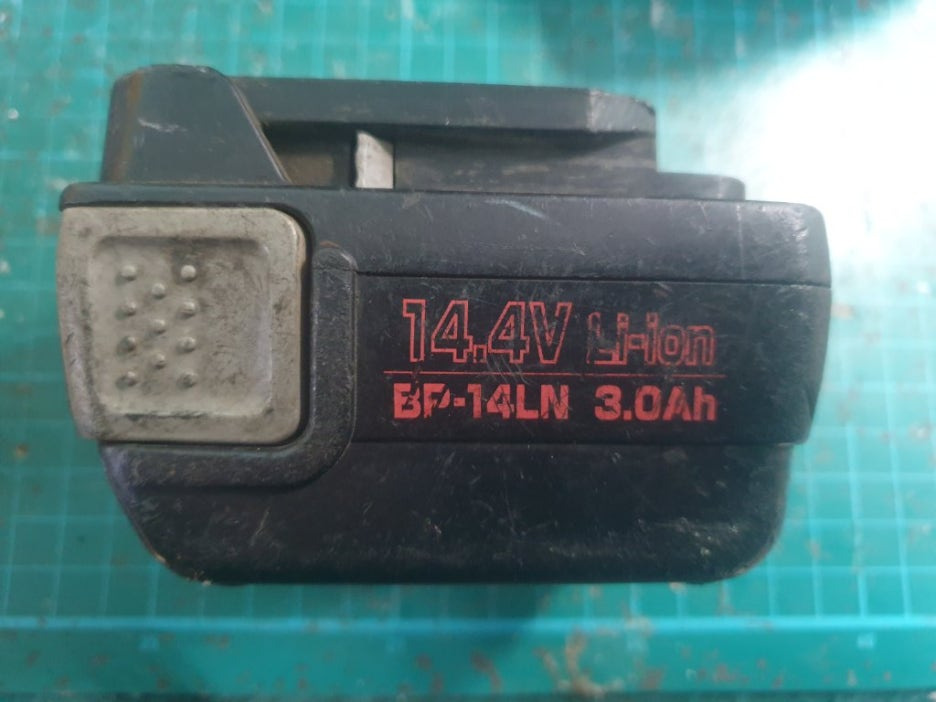 14.4V Li-ion
BP-14LN 3.0Ah